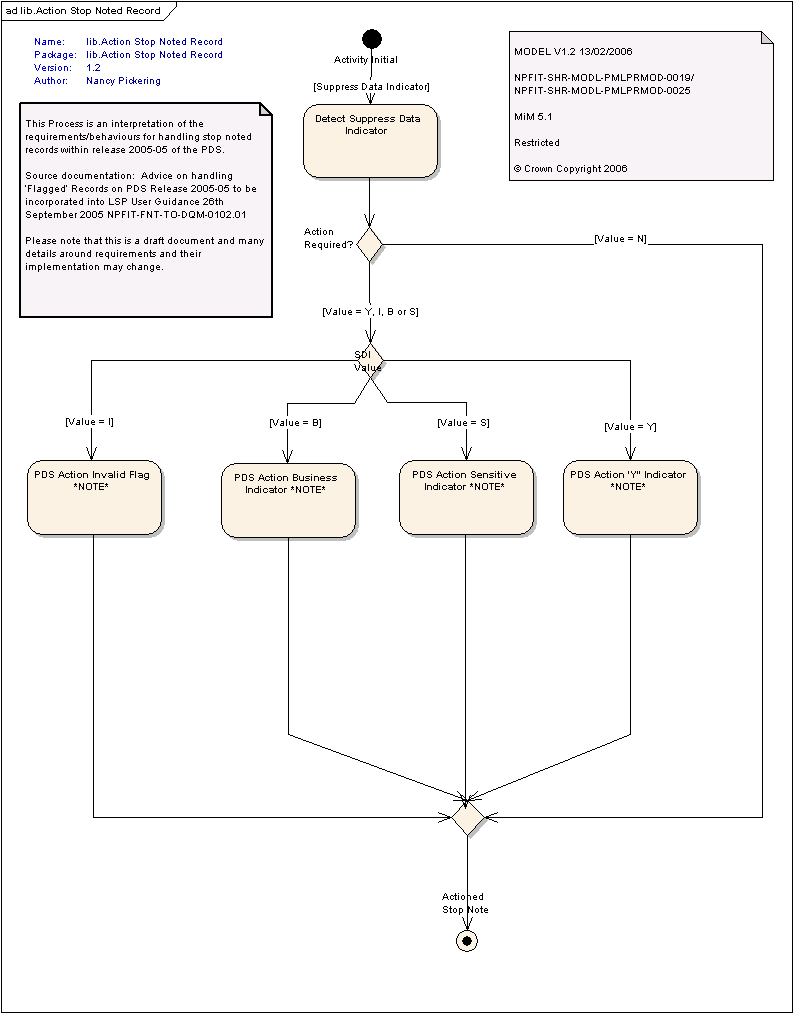 ad lib.Action Stop Noted Record
Name: lib.Action Stop Noted Record
Package: lib.Action Stop Noted Record
Version: 1.2
Author: Nancy Pickering
This Process is an interpretation of the
requirements/behaviours for handling stop noted
records within release 2005-05 of the PDS.
Source documentation: Advice on handling
'Flagged' Records on PDS Release 2005-05 to be
incorporated into LSP User Guidance 26th
September 2005 NPFIT-FNT-TO-DQM-0102.01
Please note that this is a draft document and many
details around requirements and their
implementation may change.
MODEL V1.2 13/02/2006
NPFIT-SHR-MODL-PMLPRMOD-0019/
NPFIT-SHR-MODL-PMLPRMOD-0025
MiM 5.1
Restricted
© Crown Copyright 2006
Activity Initial
[Suppress Data Indicator]
Detect Suppress Data
Indicator
Action
Required?
[Value = N]
[Value = Y, I, B or S]
SDI
Value
[Value = I]
[Value = B]
[Value = S]
[Value = Y]
PDS Action Invalid Flag
*NOTE*
PDS Action Business
Indicator *NOTE*
PDS Action Sensitive
Indicator *NOTE*
PDS Action "Y" Indicator
*NOTE*
Actioned
Stop Note